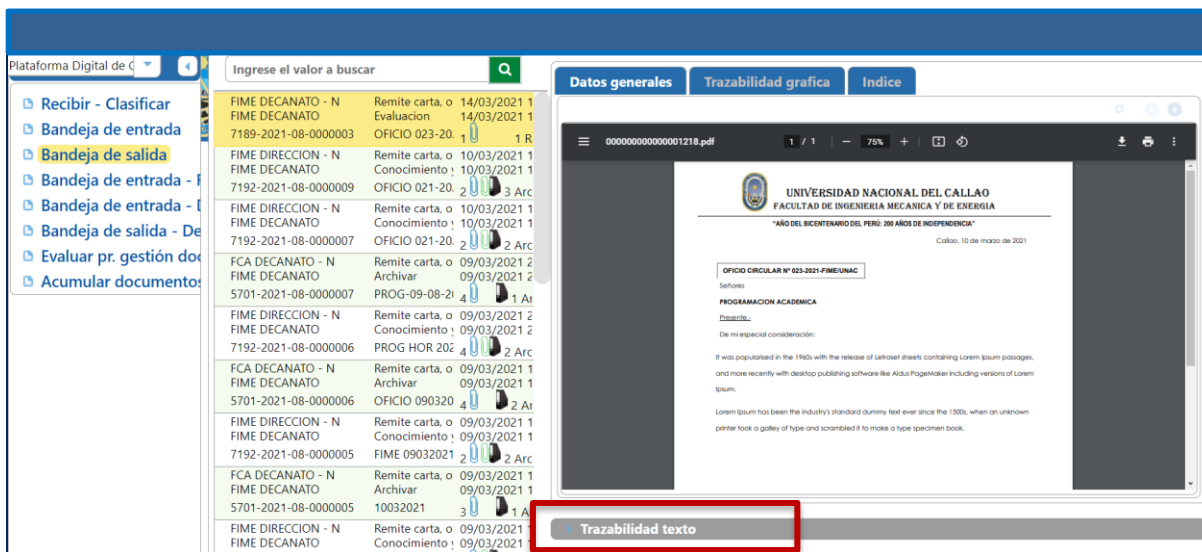 Plataforma Digital de
Recibir - Clasificar
Bandeja de entrada
Bandeja de salida
Bandeja de entrada -
Bandeja de entrada -
Bandeja de salida - De
Evaluar pr. gestión
Acumular documentos
Ingrese el valor a buscar
FIME DECANATO - N Remite carta, o 14/03/2021 1
FIME DECANATO Evaluacion 14/03/2021 1
7189-2021-08-0000003 OFICIO 023-20. 1 1 R
FIME DIRECCION - N Remite carta, o 10/03/2021 1
FIME DECANATO Conocimiento y 10/03/2021 1
7192-2021-08-0000009 OFICIO 021-20. 2 3 Arc
FIME DIRECCION - N Remite carta, o 10/03/2021 1
FIME DECANATO Conocimiento y 10/03/2021 1
7192-2021-08-0000007 OFICIO 021-20. 2 2 Arc
FCA DECANATO - N Remite carta, o 09/03/2021 2
FIME DECANATO Archivar 09/03/2021 2
5701-2021-08-0000007 PROG-09-08-2 4 1 Ar
FIME DIRECCION - N Remite carta, o 09/03/2021 2
FIME DECANATO Conocimiento y 09/03/2021 2
7192-2021-08-0000006 PROG HOR 202 4 2 Arc
FCA DECANATO - N Remite carta, o 09/03/2021 1
FIME DECANATO Archivar 09/03/2021 1
5701-2021-08-0000006 OFICIO 090320 4 2 Ar
FIME DIRECCION - N Remite carta, o 09/03/2021 1
FIME DECANATO Conocimiento y 09/03/2021 1
7192-2021-08-0000005 FIME 09032021 2 2 Arc
FCA DECANATO - N Remite carta, o 09/03/2021 1
FIME DECANATO Archivar 09/03/2021 1
5701-2021-08-0000005 10032021 3 1 A
FIME DIRECCION - N Remite carta, o 09/03/2021
FIME DECANATO Conocimiento y 09/03/2021
Datos generales Trazabilidad grafica Indice
000000000000001218.pdf 1 / 1 75%
UNIVERSIDAD NACIONAL DEL CALLAO
FACULTAD DE INGENIERIA MECANICA Y DE ENERGIA
"AÑO DEL BICENTENARIO DEL PERÚ: 200 AÑOS DE INDEPENDENCIA"
Callao, 10 de marzo de 2021
OFICIO CIRCULAR Nº 023-2021-FIME/UNAC
Señores
PROGRAMACION ACADEMICA
Presente.-
De mi especial consideración:
It was popularised in the 1960s with the release of Letraset sheets containing Lorem Ipsum passages,
and more recently with desktop publishing software like Aldus PageMaker including versions of Lorem
Ipsum.
Lorem Ipsum has been the industry's standard dummy text ever since the 1500s, when an unknown
printer took a galley of type and scrambled it to make a type specimen book.
Trazabilidad texto